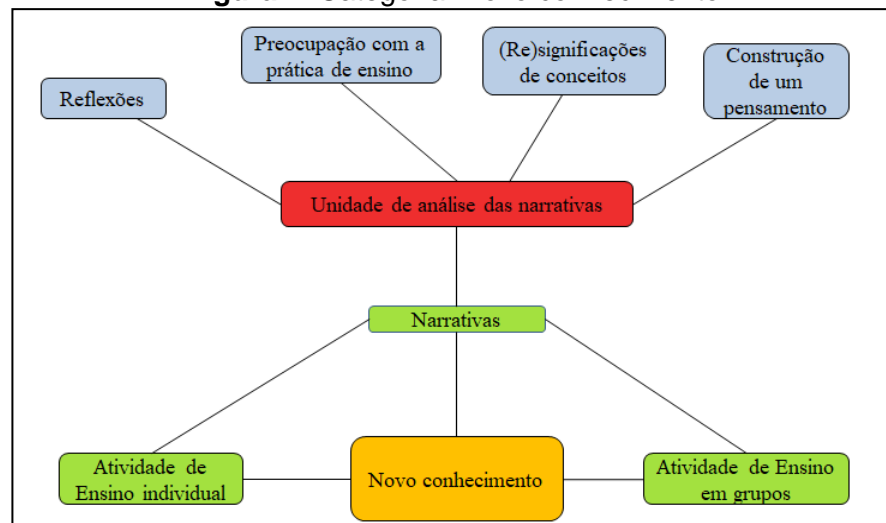 Reflexões
Preocupação com a
prática de ensino
(Re)significações
de conceitos
Construção
de um
pensamento
Unidade de análise das narrativas
Narrativas
Atividade de
Ensino individual
Novo conhecimento
Atividade de Ensino
em grupos